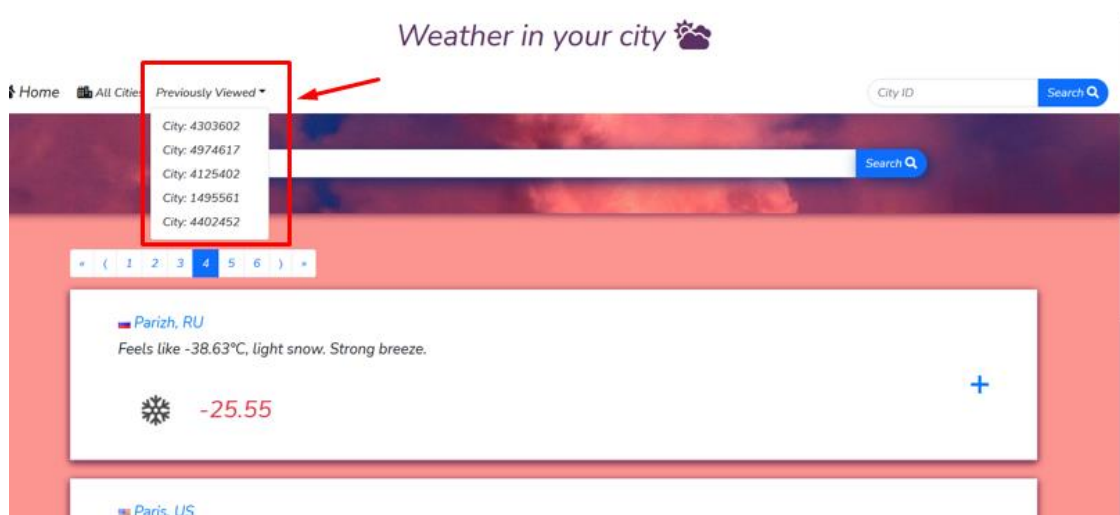 Weather in your city
Home All Cities Previously Viewed City ID Search
City: 4303602
City: 4974617
City: 4125402
City: 1495561
City: 4402452
Search
« ( 1 2 3 4 5 6 ) »
Parizh, RU
Feels like -38.63°C, light snow. Strong breeze.
-25.55
+
Paris, US